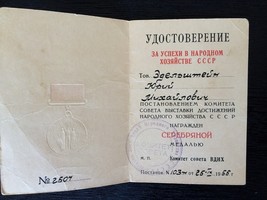 УДОСТОВЕРЕНИЕ
ЗА УСПЕХИ В НАРОДНОМ
ХОЗЯЙСТВЕ СССР
Тов. Эдельштейн
Юрий
Михайлович
ПОСТАНОВЛЕНИЕМ КОМИТЕТА
СОВЕТА ВЫСТАВКИ ДОСТИЖЕНИЙ
НАРОДНОГО ХОЗЯЙСТВА СССР
НАГРАЖДЕН
СЕРЕБРЯНОЙ
МЕДАЛЬЮ
М. П. Комитет совета ВДНХ
№ 2507